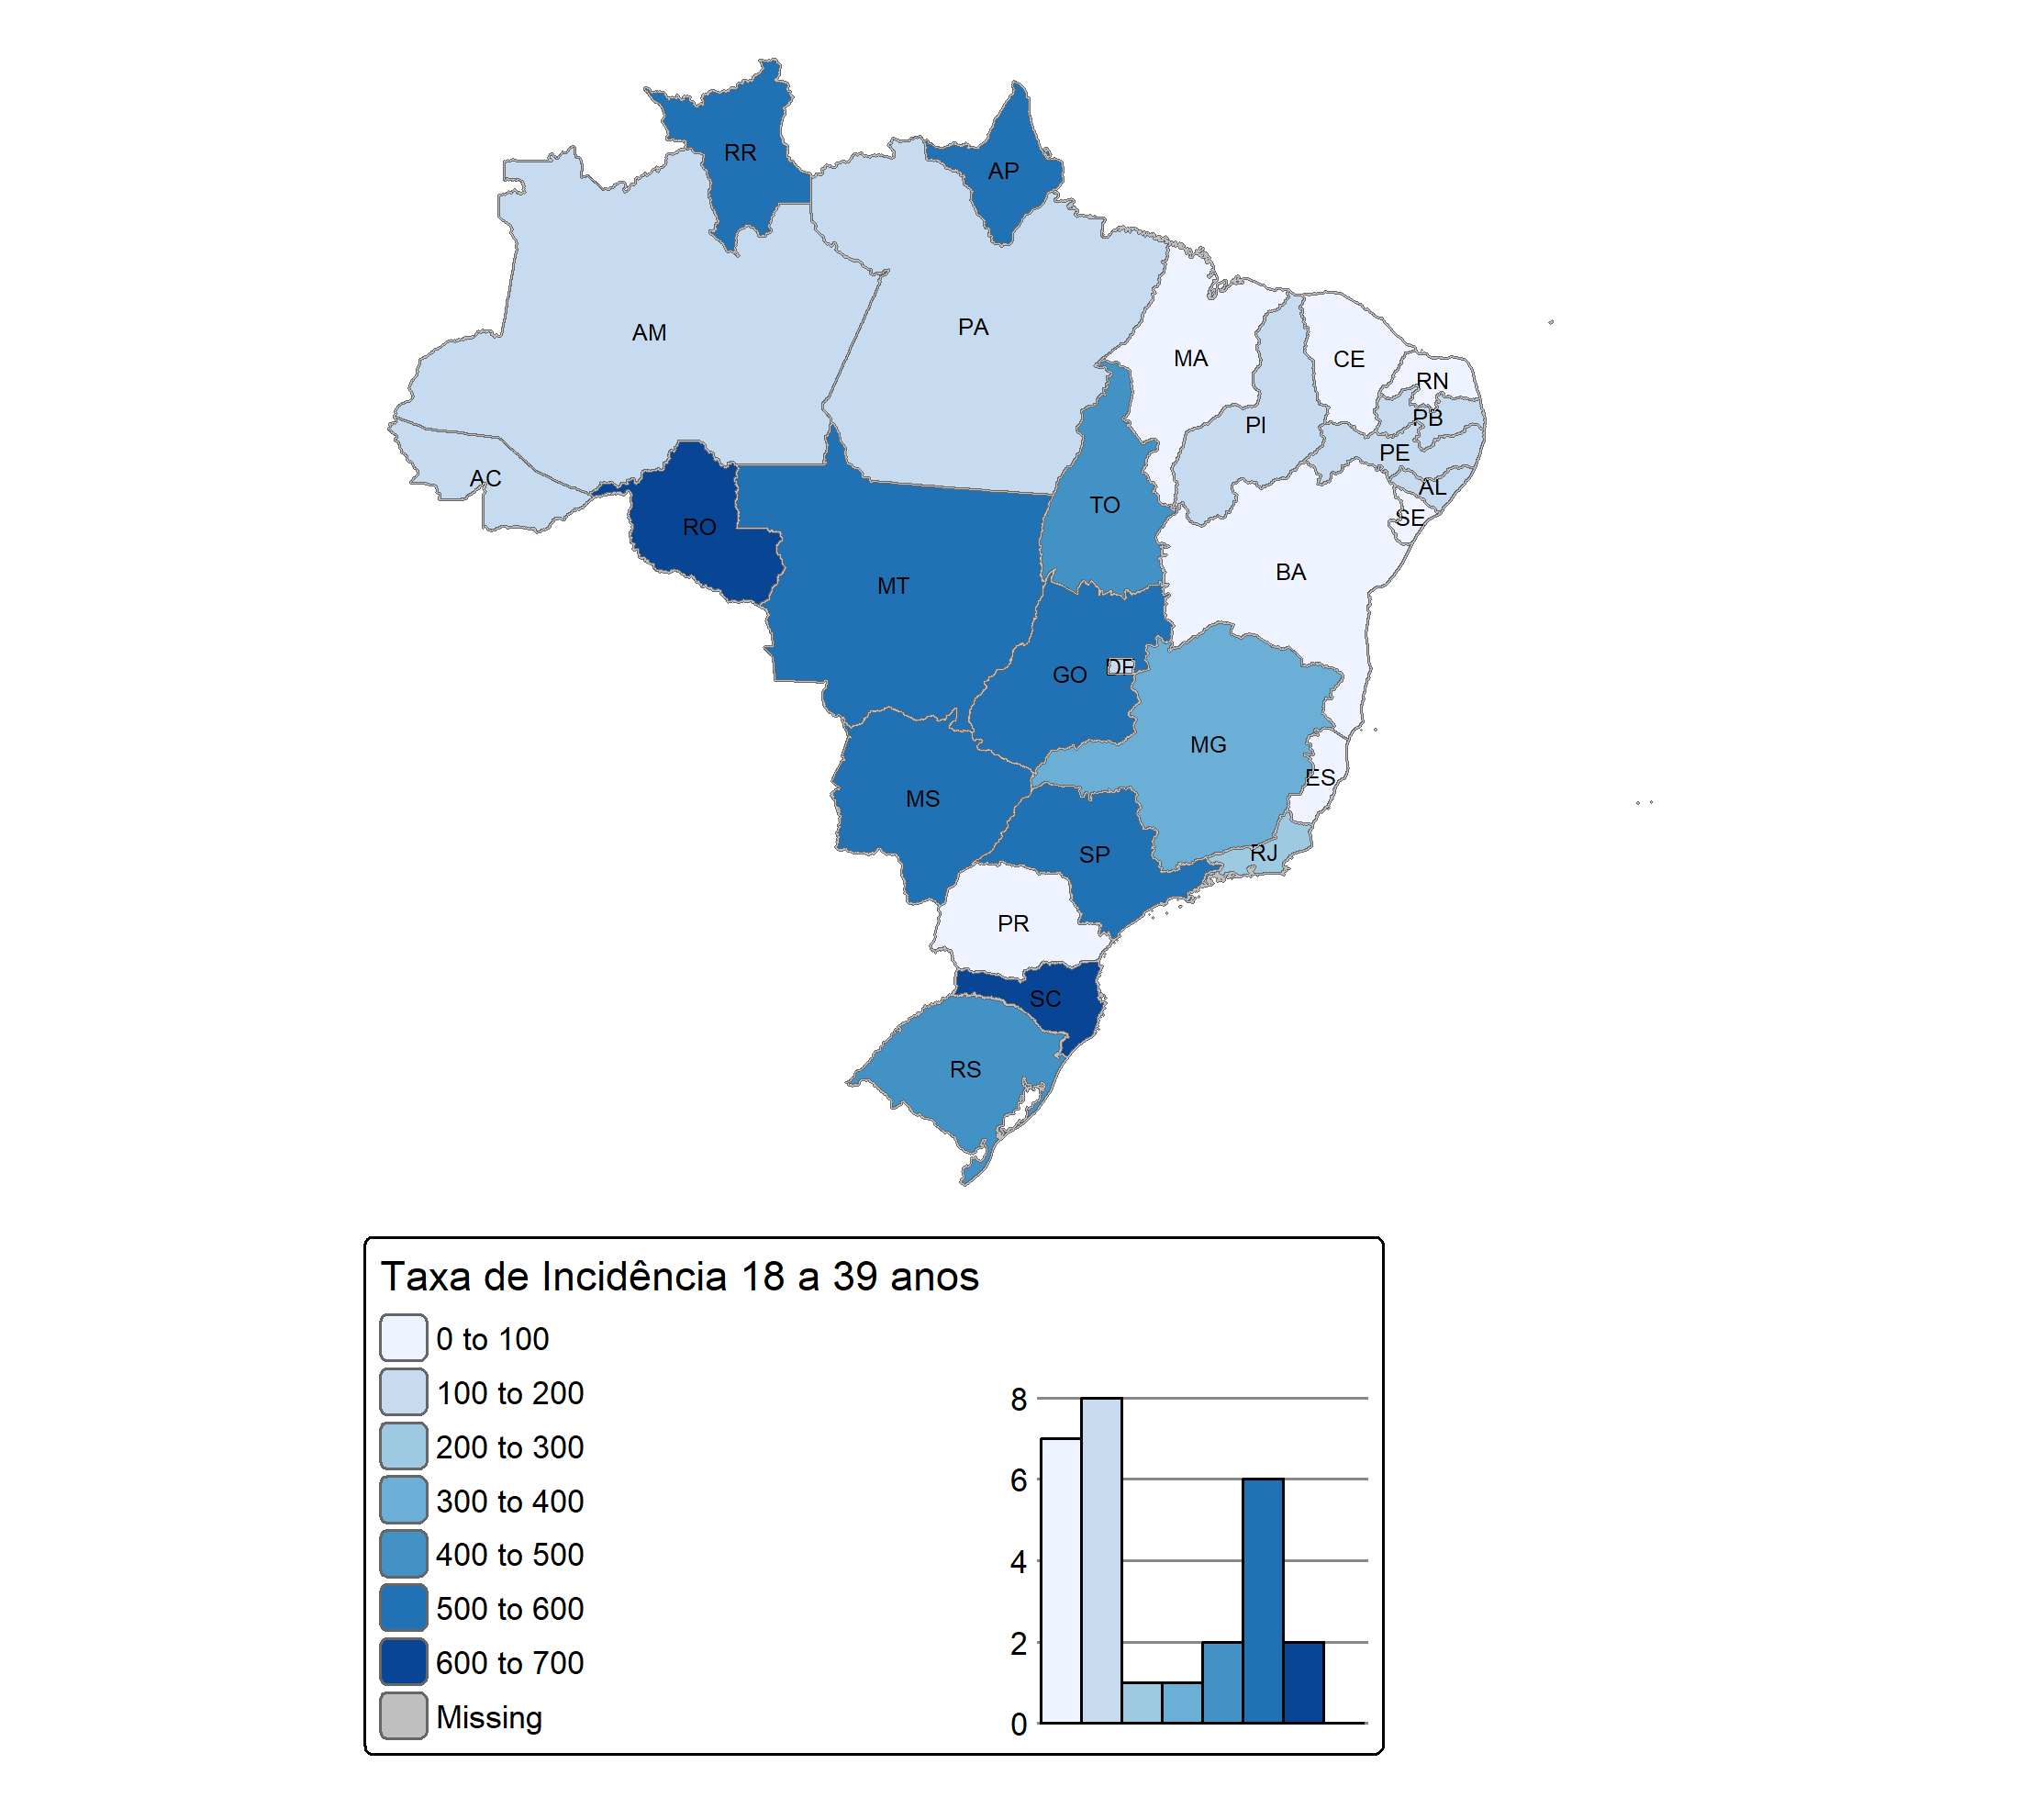 RR
AP
AM
PA
MA
CE
RN
PB
PI
PE
AL
AC
SE
TO
RO
BA
MT
DF
GO
MG
ES
MS
RJ
SP
PR
SC
RS
Taxa de Incidência 18 a 39 anos
0 to 100
100 to 200
200 to 300
300 to 400
400 to 500
500 to 600
600 to 700
Missing
8
6
4
2
0